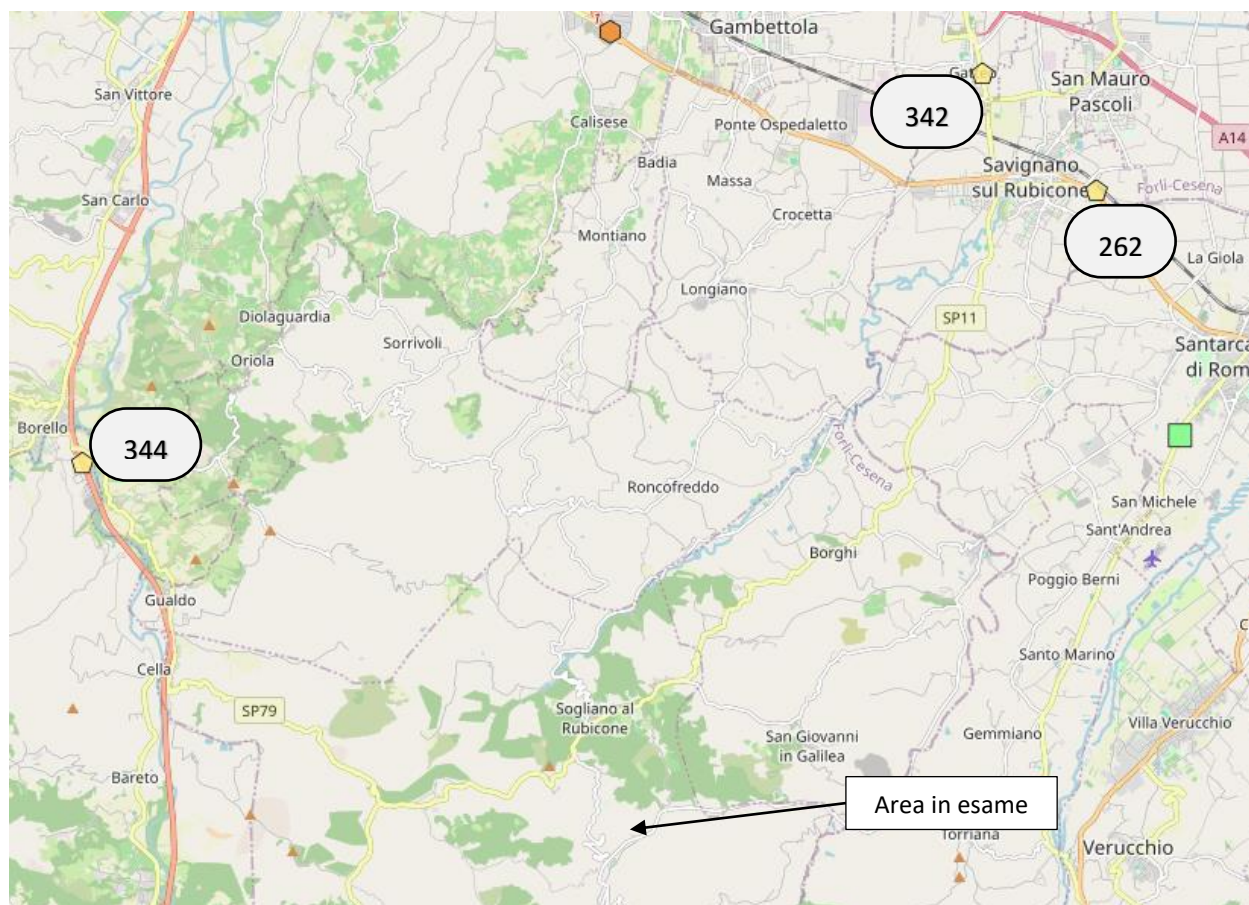 Gambettola
San Vittore
Gatteo
San Mauro
Pascoli
342
Calisese
Ponte Ospedaletto
A14
Badia
Savignano
sul Rubicone
Massa
Forlì-Cesena
San Carlo
Crocetta
Montiano
262
La Giola
Longiano
Diolaguardia
SP11
Sorrivoli
Santarca
di Rom
Oriola
Borello
344
Forlì-Cesena
Roncofreddo
San Michele
Sant'Andrea
Borghi
Poggio Berni
Gualdo
Santo Marino
Cella
SP79
Sogliano al
Rubicone
Villa Verucchio
San Giovanni
in Galilea
Gemmiano
Bareto
Area in esame
Torriana
Verucchio